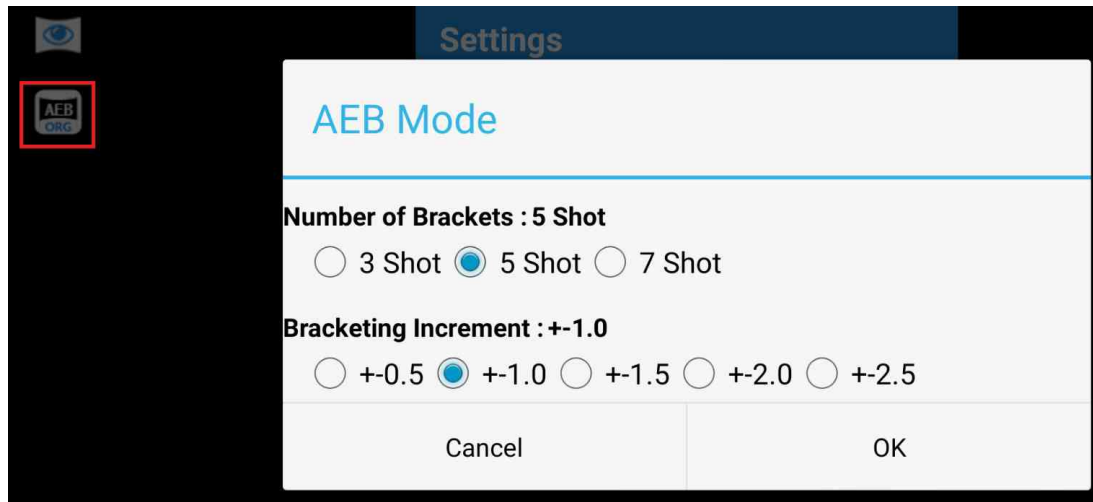 Settings
AEB
ORG
AEB Mode
Number of Brackets : 5 Shot
3 Shot 5 Shot 7 Shot
Bracketing Increment : +-1.0
+-0.5 +-1.0 +-1.5 +-2.0 +-2.5
Cancel OK